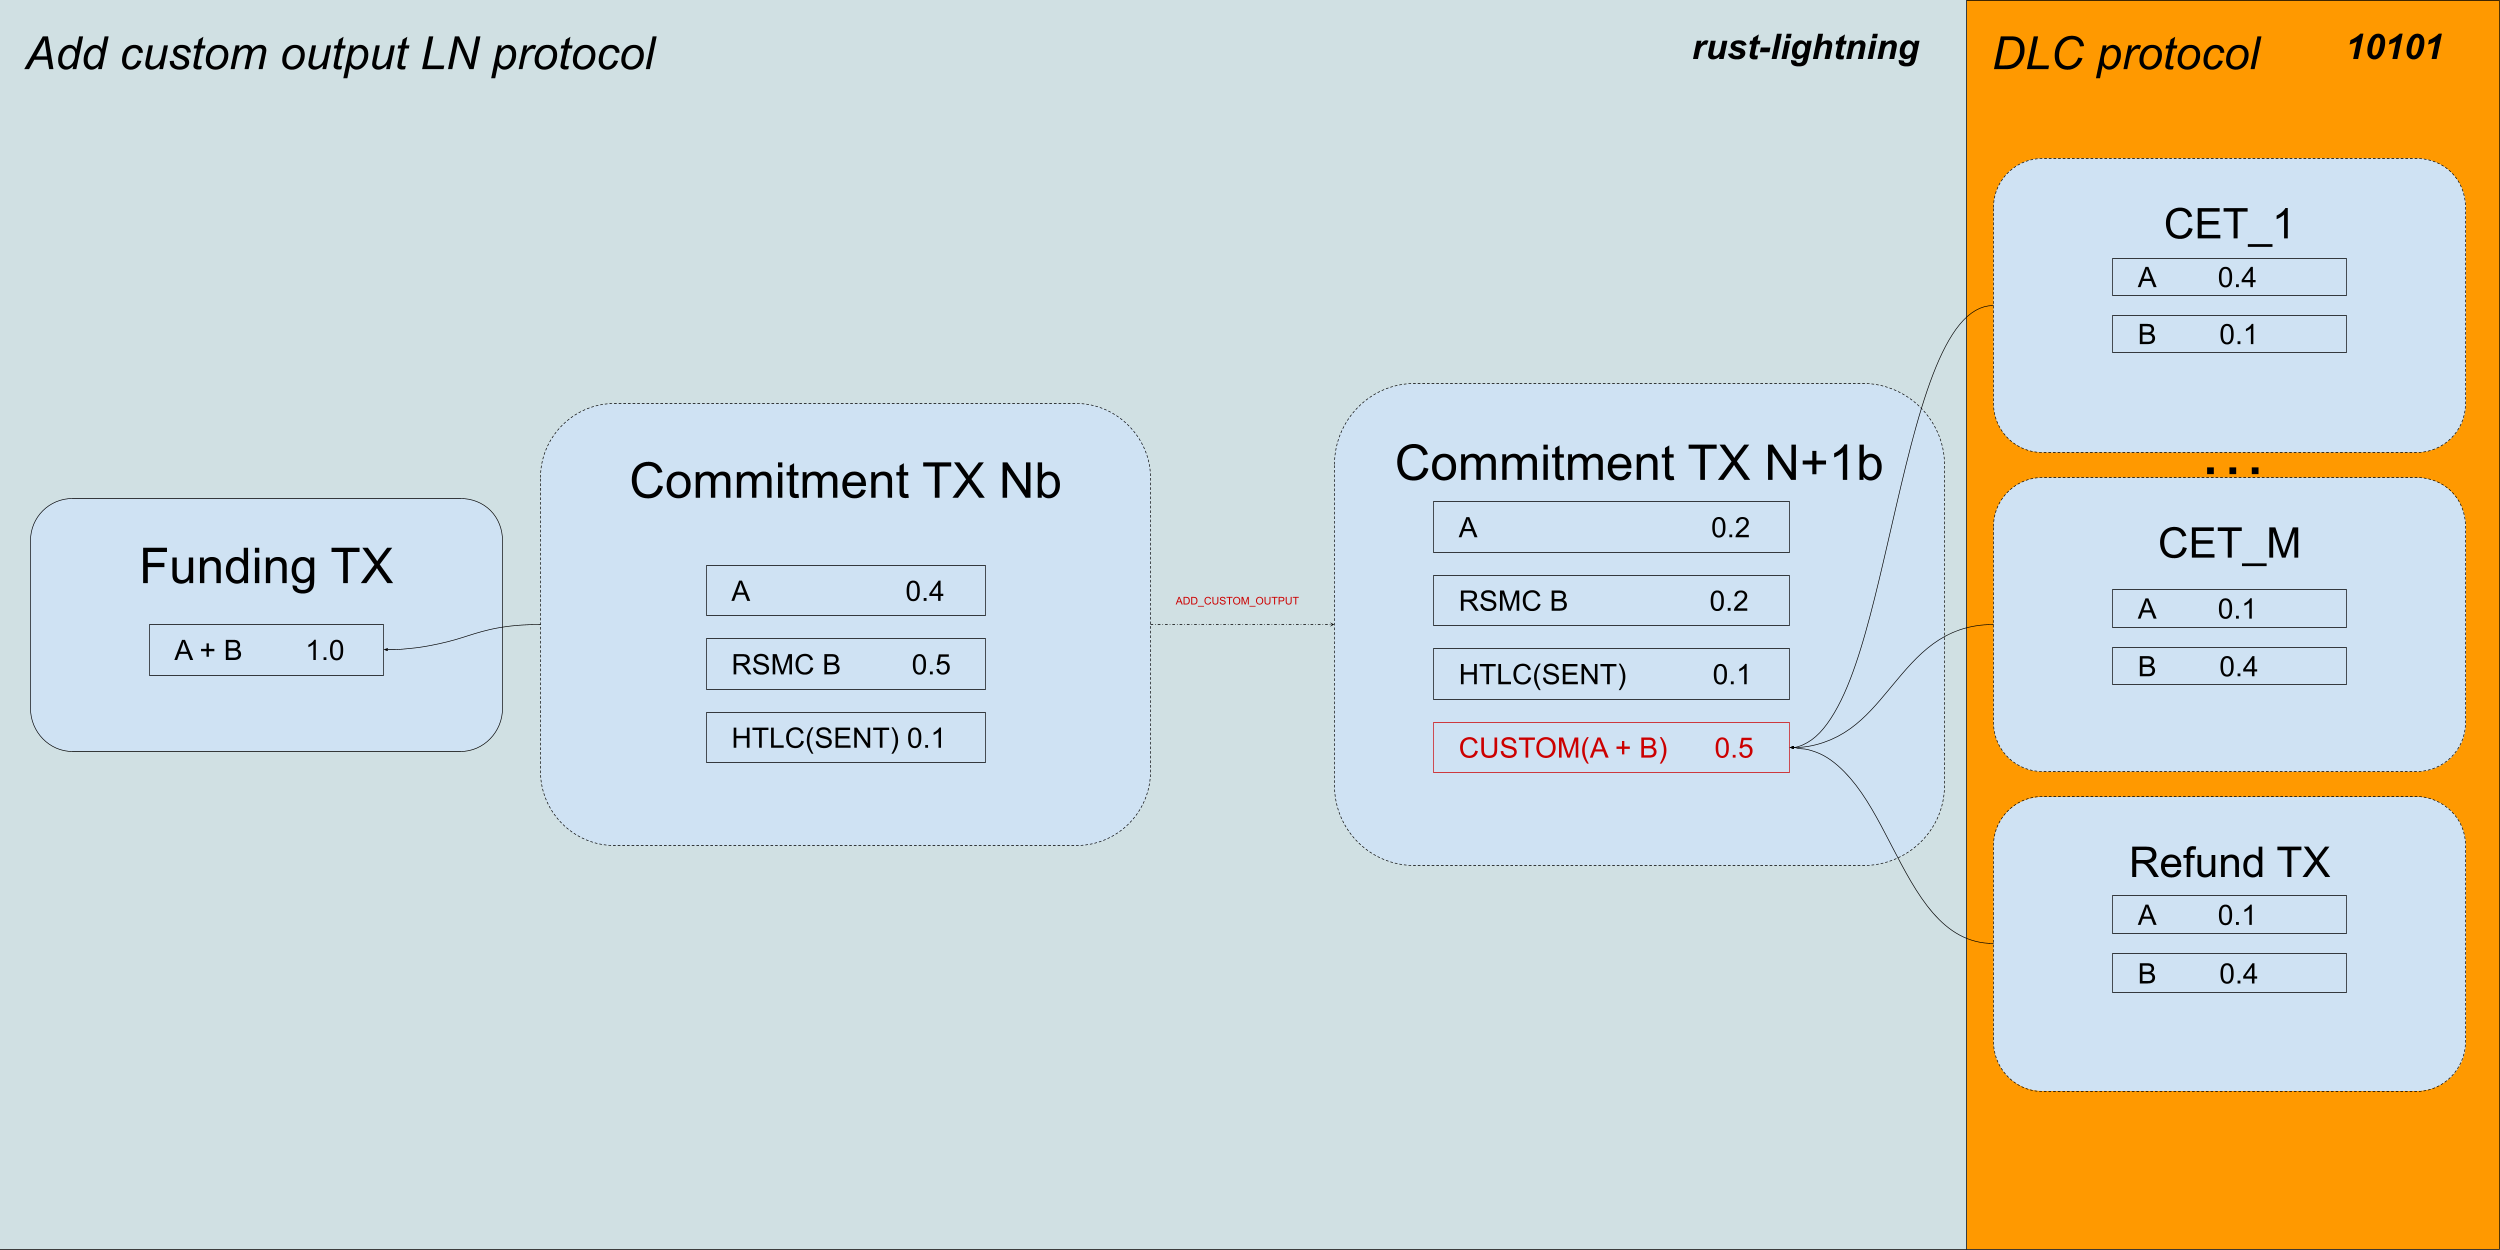 Add custom output LN protocol
rust-lightning
DLC protocol
10101
Funding TX
A + B 1.0
Commitment TX Nb
A 0.4
RSMC B 0.5
HTLC(SENT) 0.1
ADD_CUSTOM_OUTPUT
Commitment TX N+1b
A 0.2
RSMC B 0.2
HTLC(SENT) 0.1
CUSTOM(A + B) 0.5
CET_1
A 0.4
B 0.1
...
CET_M
A 0.1
B 0.4
Refund TX
A 0.1
B 0.4